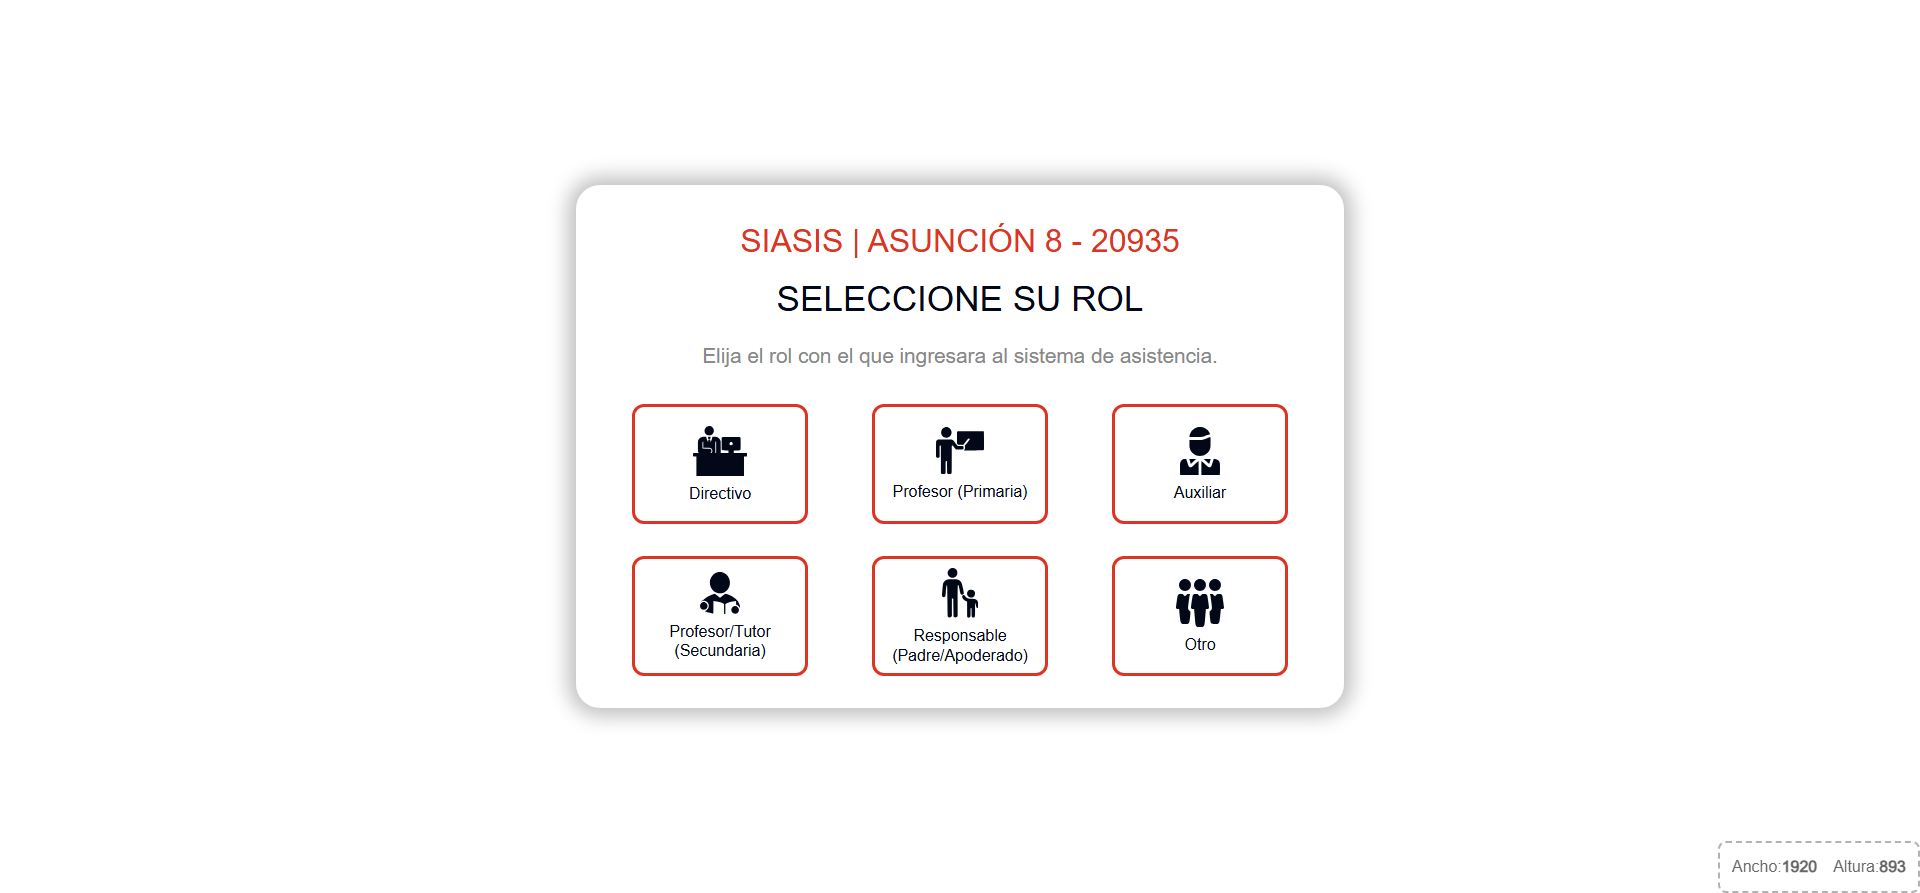 SIASIS | ASUNCIÓN 8 - 20935
SELECCIONE SU ROL
Elija el rol con el que ingresara al sistema de asistencia.
Directivo
Profesor (Primaria)
Auxiliar
Profesor/Tutor
(Secundaria)
Responsable
(Padre/Apoderado)
Otro
Ancho:1920 Altura:893